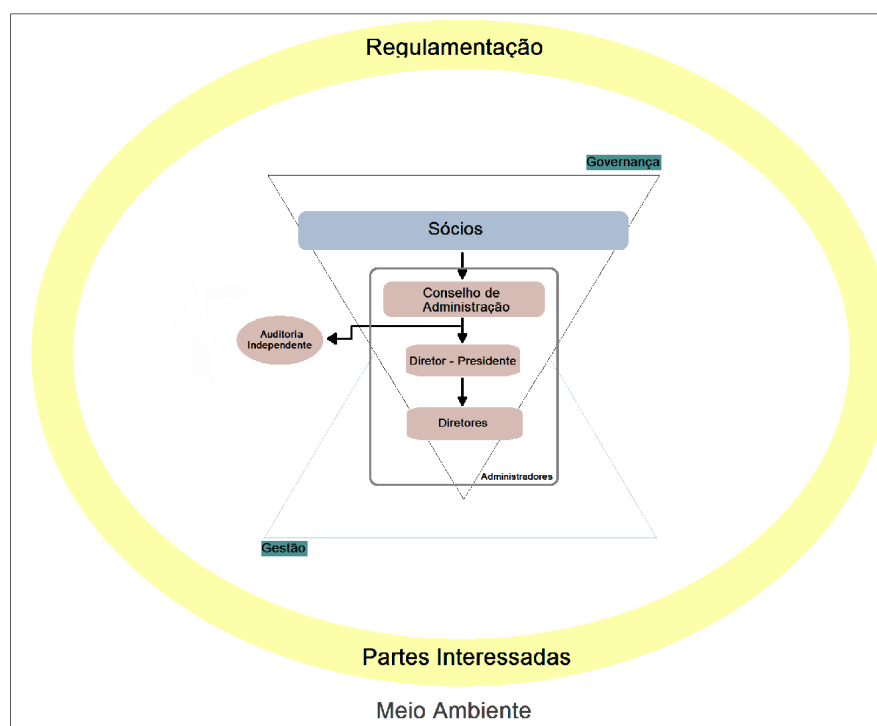 Regulamentação
Governança
Sócios
Conselho de
Administração
Auditoria
Independente
Diretor - Presidente
Diretores
Administradores
Gestão
Partes Interessadas
Meio Ambiente